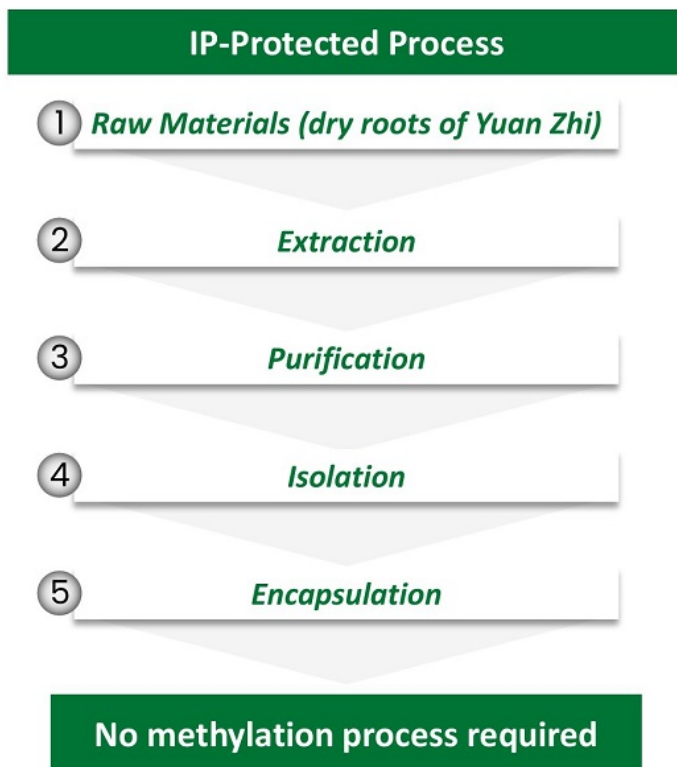 IP-Protected Process
1 Raw Materials (dry roots of Yuan Zhi)
2 Extraction
3 Purification
4 Isolation
5 Encapsulation
No methylation process required